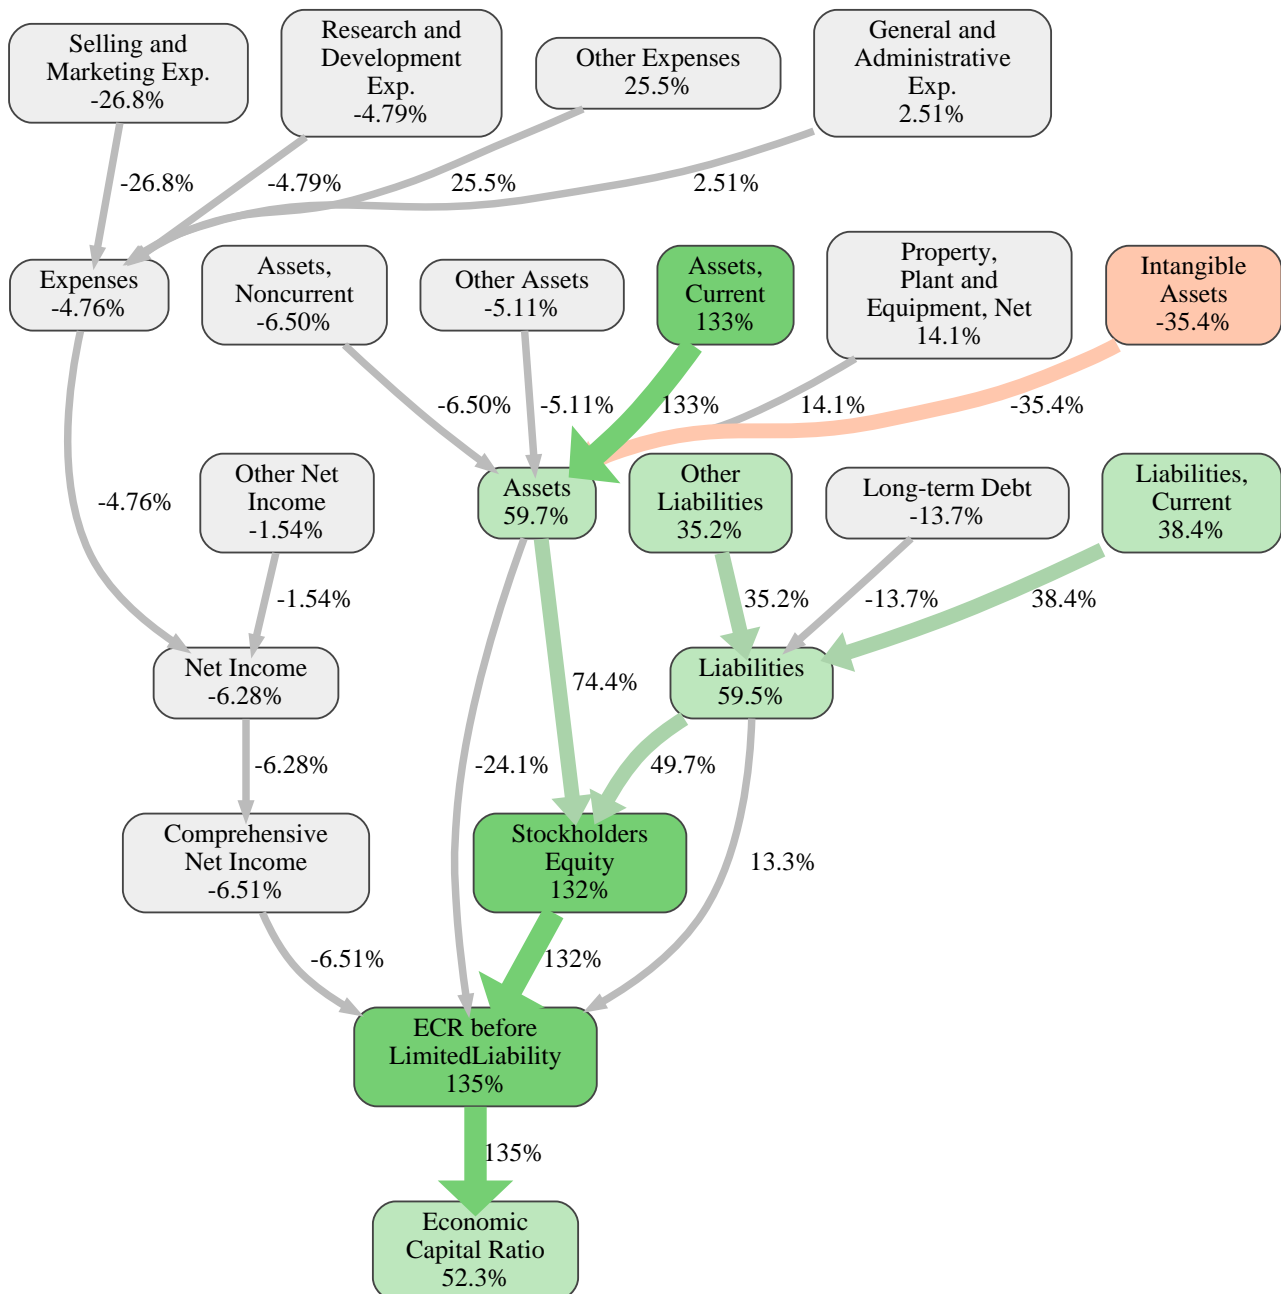 Selling and
Marketing Exp.
-26.8%
Research and
Development
Exp.
-4.79%
Other Expenses
25.5%
General and
Administrative
Exp.
2.51%
-26.8%
-4.79%
25.5%
2.51%
Expenses
-4.76%
Assets,
Noncurrent
-6.50%
Other Assets
-5.11%
Assets,
Current
133%
Property,
Plant and
Equipment, Net
14.1%
Intangible
Assets
-35.4%
-6.50%
-5.11%
133%
14.1%
-35.4%
-4.76%
Other Net
Income
-1.54%
Assets
59.7%
Other
Liabilities
35.2%
Long-term Debt
-13.7%
Liabilities,
Current
38.4%
-1.54%
35.2%
-13.7%
38.4%
Net Income
-6.28%
74.4%
Liabilities
59.5%
-6.28%
-24.1%
49.7%
Comprehensive
Net Income
-6.51%
Stockholders
Equity
132%
13.3%
-6.51%
132%
ECR before
LimitedLiability
135%
135%
Economic
Capital Ratio
52.3%